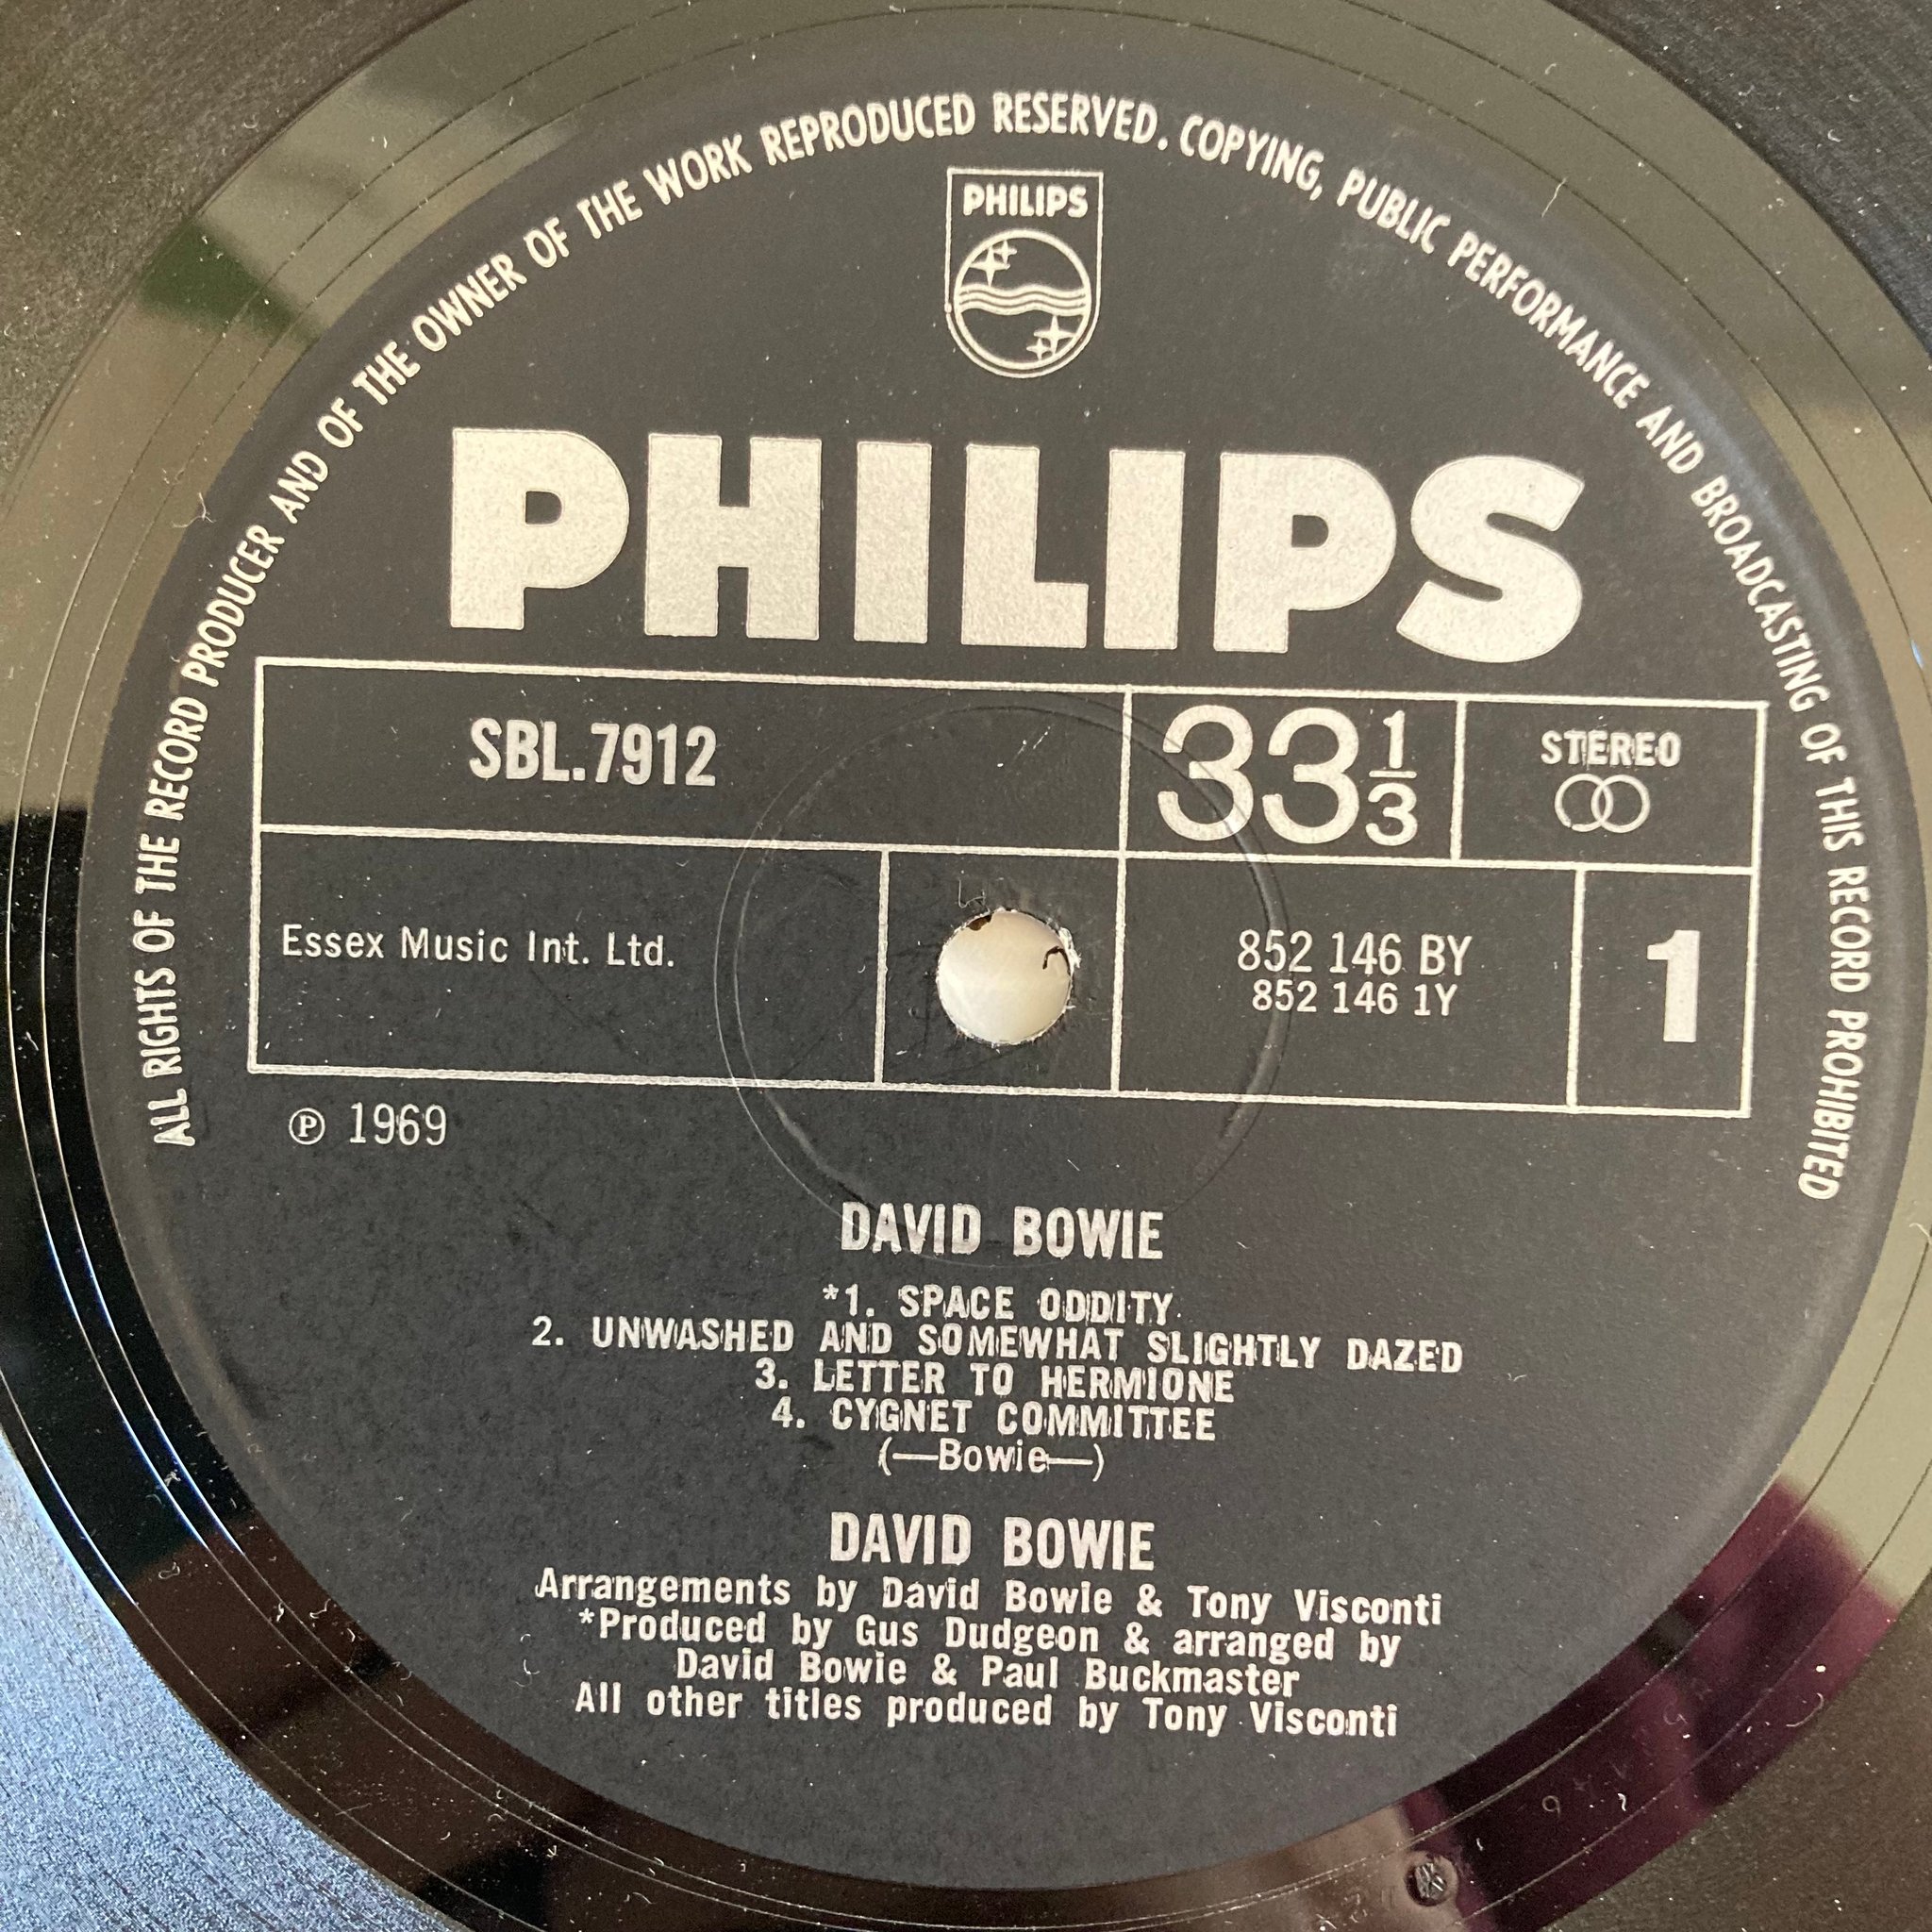 ALL RIGHTS OF THE RECORD PRODUCER AND OF THE OWNER OF THE WORK REPRODUCED RESERVED. COPYING, PUBLIC PERFORMANCE AND BROADCASTING OF THIS RECORD PROHIBITED
PHILIPS
PHILIPS
SBL.7912
33 1/3
STEREO
Essex Music Int. Ltd.
852 146 BY
852 146 1Y
1
℗ 1969
DAVID BOWIE
*1. SPACE ODDITY
2. UNWASHED AND SOMEWHAT SLIGHTLY DAZED
3. LETTER TO HERMIONE
4. CYGNET COMMITTEE
(—Bowie—)
DAVID BOWIE
Arrangements by David Bowie & Tony Visconti
*Produced by Gus Dudgeon & arranged by
David Bowie & Paul Buckmaster
All other titles produced by Tony Visconti